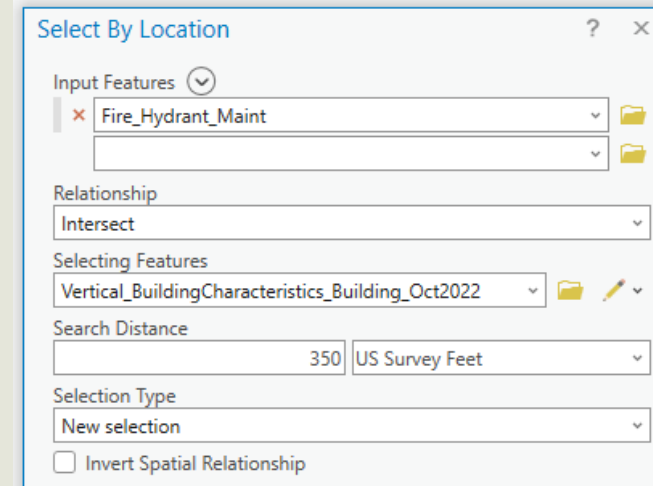 Select By Location ? ×
Input Features
Fire_Hydrant_Maint
Relationship
Intersect
Selecting Features
Vertical_BuildingCharacteristics_Building_Oct2022
Search Distance
350 US Survey Feet
Selection Type
New selection
Invert Spatial Relationship